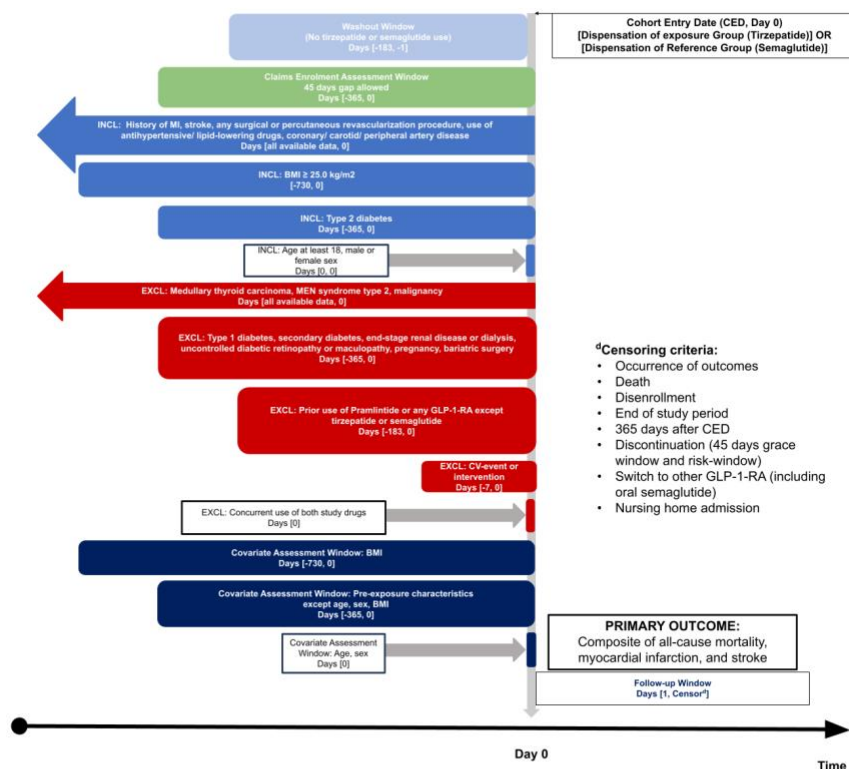 Washout Window
(No tirzepatide or semaglutide use)
Days [-183, -1]
Cohort Entry Date (CED, Day 0)
[Dispensation of exposure Group (Tirzepatide)] OR
[Dispensation of Reference Group (Semaglutide)]
Claims Enrolment Assessment Window
45 days gap allowed
Days [-365, 0]
INCL: History of MI, stroke, any surgical or percutaneous revascularization procedure, use of
antihypertensive/ lipid-lowering drugs, coronary/ carotid/ peripheral artery disease
Days [all available data, 0]
INCL: BMI ≥ 25.0 kg/m2
[-730, 0]
INCL: Type 2 diabetes
Days [-365, 0]
INCL: Age at least 18, male or
female sex
Days [0, 0]
EXCL: Medullary thyroid carcinoma, MEN syndrome type 2, malignancy
Days [all available data, 0]
EXCL: Type 1 diabetes, secondary diabetes, end-stage renal disease or dialysis,
uncontrolled diabetic retinopathy or maculopathy, pregnancy, bariatric surgery
Days [-365, 0]
EXCL: Prior use of Pramlintide or any GLP-1-RA except
tirzepatide or semaglutide
Days [-183, 0]
EXCL: CV-event or
intervention
Days [-7, 0]
EXCL: Concurrent use of both study drugs
Days [0]
dCensoring criteria:
• Occurrence of outcomes
• Death
• Disenrollment
• End of study period
• 365 days after CED
• Discontinuation (45 days grace
window and risk-window)
• Switch to other GLP-1-RA (including
oral semaglutide)
• Nursing home admission
Covariate Assessment Window: BMI
Days [-730, 0]
Covariate Assessment Window: Pre-exposure characteristics
except age, sex, BMI
Days [-365, 0]
Covariate Assessment
Window: Age, sex
Days [0]
PRIMARY OUTCOME:
Composite of all-cause mortality,
myocardial infarction, and stroke
Follow-up Window
Days [1, Censord]
Day 0
Time